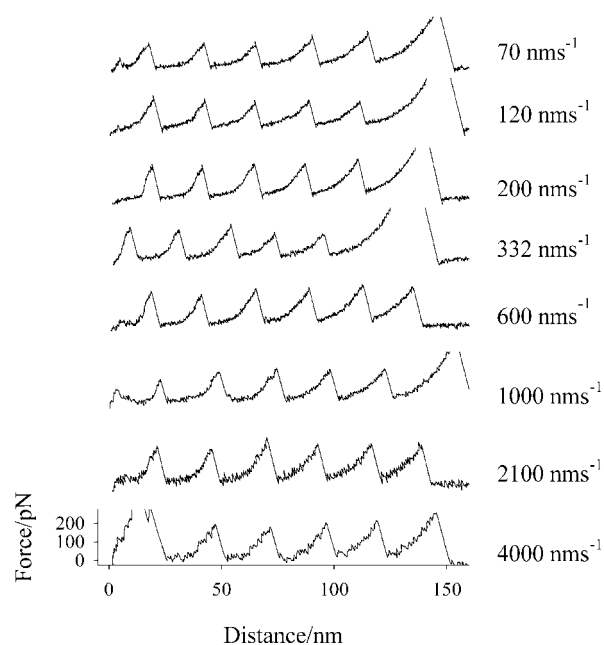 70 nms⁻¹
120 nms⁻¹
200 nms⁻¹
332 nms⁻¹
600 nms⁻¹
1000 nms⁻¹
2100 nms⁻¹
4000 nms⁻¹
Force/pN
200
100
0
0 50 100 150
Distance/nm